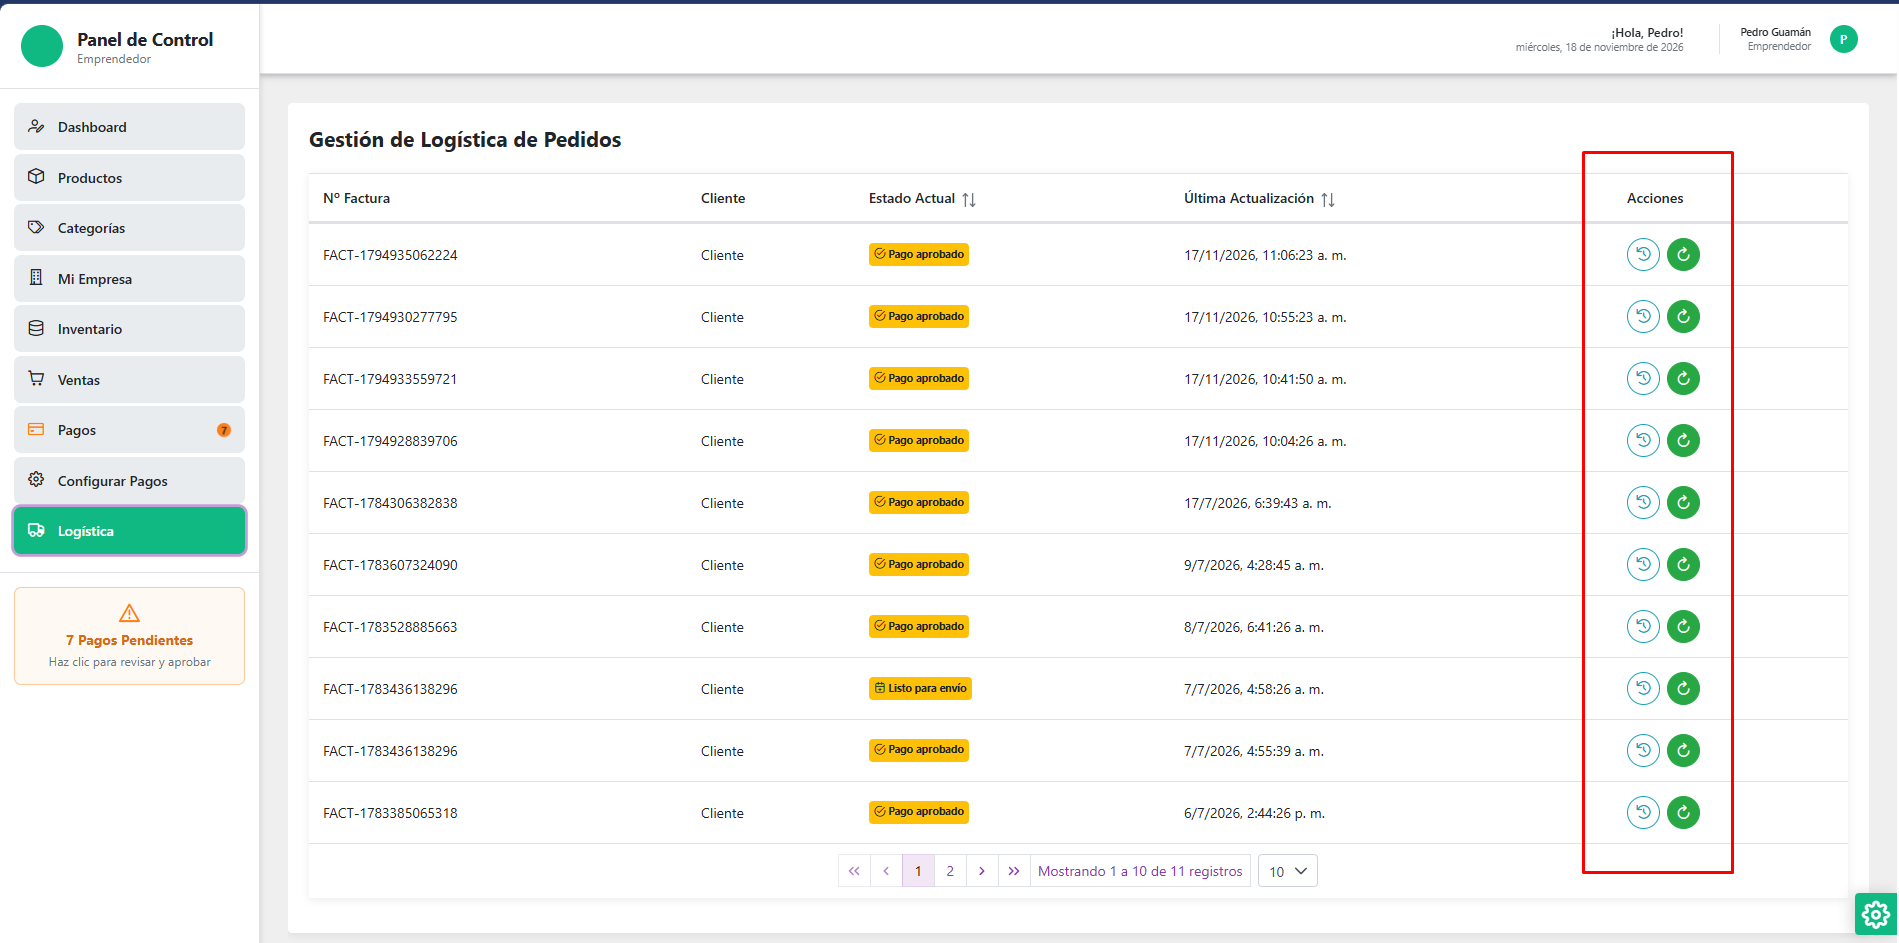 Panel de Control
Emprendedor
¡Hola, Pedro!
miércoles, 18 de noviembre de 2026
Pedro Guamán
Emprendedor
P
Dashboard
Productos
Categorías
Mi Empresa
Inventario
Ventas
Pagos 7
Configurar Pagos
Logística
7 Pagos Pendientes
Haz clic para revisar y aprobar
Gestión de Logística de Pedidos
Nº Factura Cliente Estado Actual Última Actualización Acciones
FACT-1794935062224 Cliente Pago aprobado 17/11/2026, 11:06:23 a. m.
FACT-1794930277795 Cliente Pago aprobado 17/11/2026, 10:55:23 a. m.
FACT-1794933559721 Cliente Pago aprobado 17/11/2026, 10:41:50 a. m.
FACT-1794928839706 Cliente Pago aprobado 17/11/2026, 10:04:26 a. m.
FACT-1784306382838 Cliente Pago aprobado 17/7/2026, 6:39:43 a. m.
FACT-1783607324090 Cliente Pago aprobado 9/7/2026, 4:28:45 a. m.
FACT-1783528885663 Cliente Pago aprobado 8/7/2026, 6:41:26 a. m.
FACT-1783436138296 Cliente Listo para envío 7/7/2026, 4:58:26 a. m.
FACT-1783436138296 Cliente Pago aprobado 7/7/2026, 4:55:39 a. m.
FACT-1783385065318 Cliente Pago aprobado 6/7/2026, 2:44:26 p. m.
« ‹ 1 2 › » Mostrando 1 a 10 de 11 registros 10